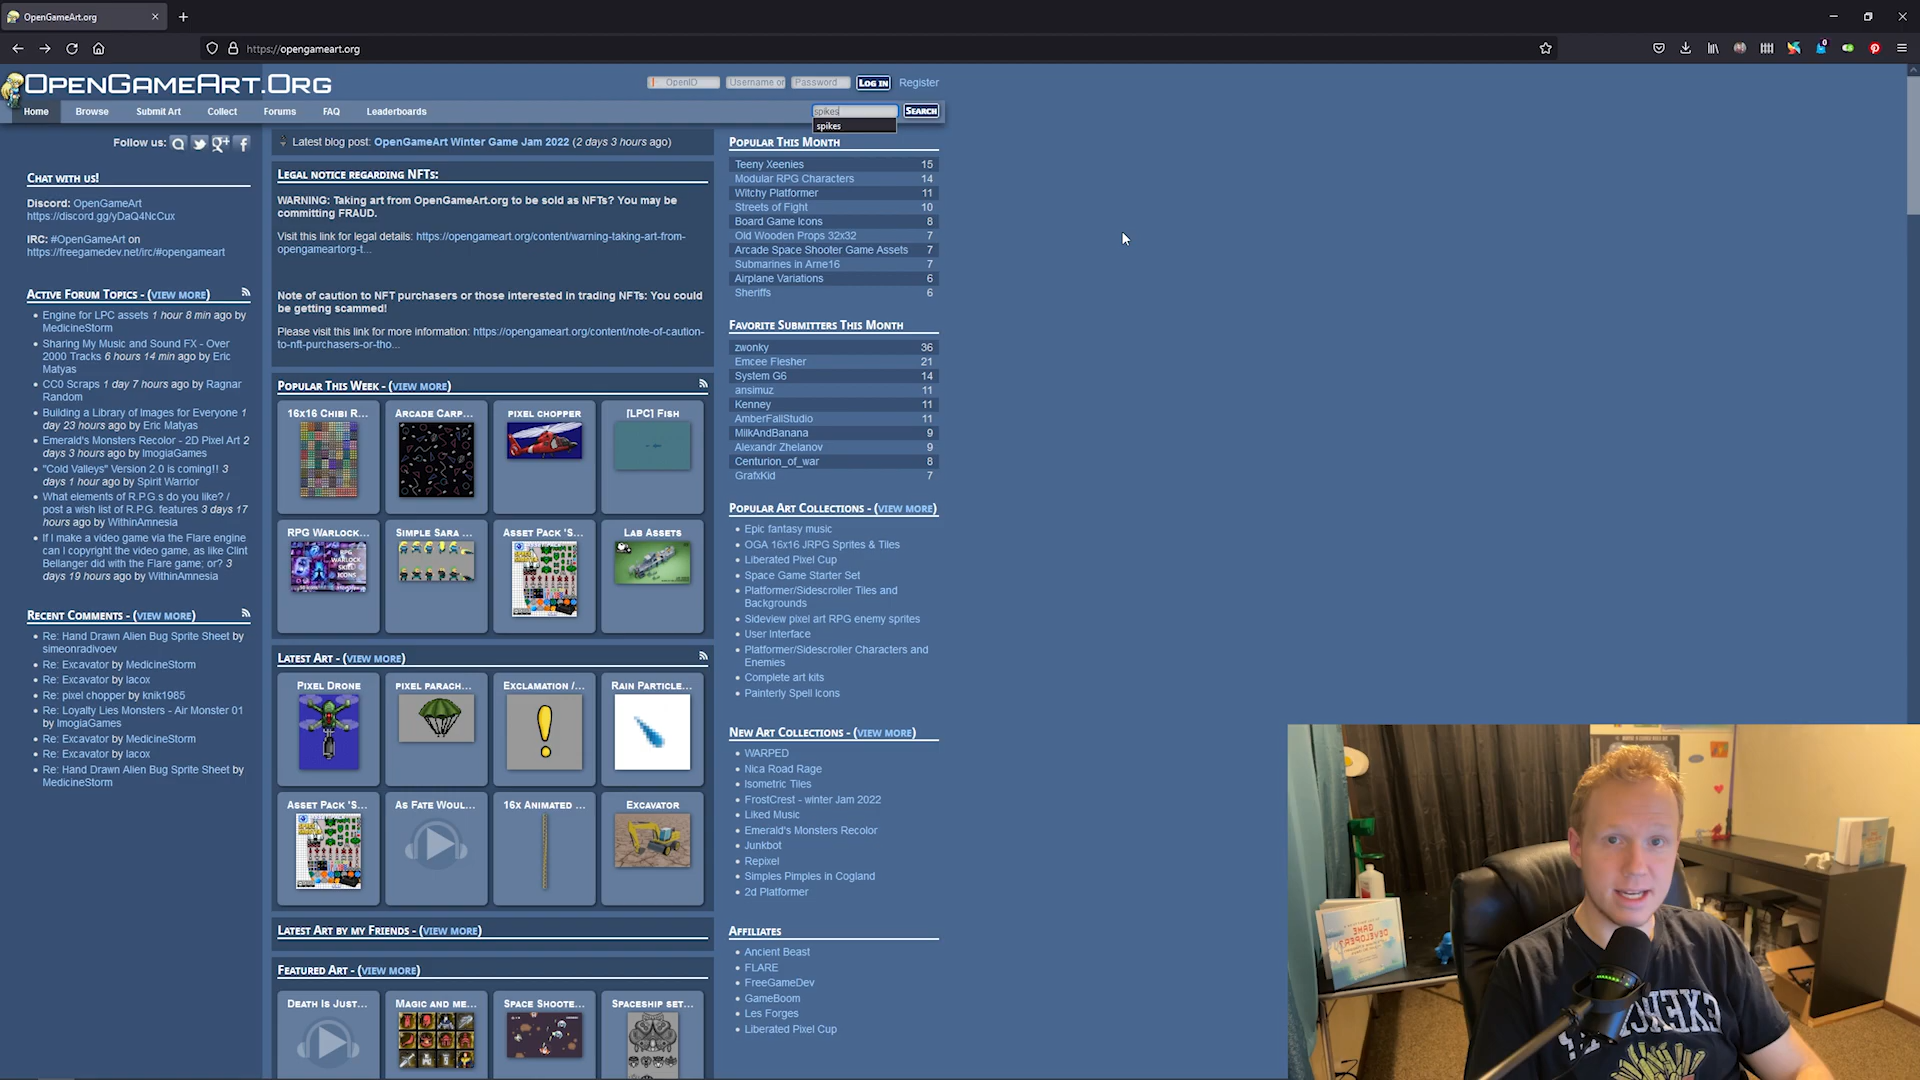 OpenGameArt.org
https://opengameart.org
OpenGameArt.Org
OpenID
Username or
Password
Log in
Register
Home
Browse
Submit Art
Collect
Forums
FAQ
Leaderboards
spikes
Search
spikes
Follow us:
Chat with us!
Discord: OpenGameArt
https://discord.gg/yDaQ4NcCux
IRC: #OpenGameArt on
https://freegamedev.net/irc/#opengameart
Active Forum Topics - (view more)
Engine for LPC assets 1 hour 8 min ago by
MedicineStorm
Sharing My Music and Sound FX - Over
2000 Tracks 6 hours 14 min ago by Eric
Matyas
CC0 Scraps 1 day 7 hours ago by Ragnar
Random
Building a Library of Images for Everyone 1
day 23 hours ago by Eric Matyas
Emerald's Monsters Recolor - 2D Pixel Art 2
days 3 hours ago by ImogiaGames
"Cold Valleys" Version 2.0 is coming!! 3
days 1 hour ago by Spirit Warrior
What elements of R.P.G.s do you like? /
post a wish list of R.P.G. features 3 days 17
hours ago by WithinAmnesia
If I make a video game via the Flare engine
can I copyright the video game, as like Clint
Bellanger did with the Flare game; or? 3
days 19 hours ago by WithinAmnesia
Recent Comments - (view more)
Re: Hand Drawn Alien Bug Sprite Sheet by
simeonradivoev
Re: Excavator by MedicineStorm
Re: Excavator by lacox
Re: pixel chopper by knik1985
Re: Loyalty Lies Monsters - Air Monster 01
by ImogiaGames
Re: Excavator by MedicineStorm
Re: Excavator by lacox
Re: Hand Drawn Alien Bug Sprite Sheet by
MedicineStorm
Latest blog post: OpenGameArt Winter Game Jam 2022 (2 days 3 hours ago)
Legal notice regarding NFTs:
WARNING: Taking art from OpenGameArt.org to be sold as NFTs? You may be
committing FRAUD.
Visit this link for legal details: https://opengameart.org/content/warning-taking-art-from-
opengameartorg-t...
Note of caution to NFT purchasers or those interested in trading NFTs: You could
be getting scammed!
Please visit this link for more information: https://opengameart.org/content/note-of-caution-
to-nft-purchasers-or-tho...
Popular This Week - (view more)
16x16 Chibi R...
Arcade Carp...
pixel chopper
[LPC] Fish
RPG Warlock...
Simple Sara ...
Asset Pack 'S...
Lab Assets
RPG
WARLOCK
SKILL
ICONS
Latest Art - (view more)
Pixel Drone
pixel parach...
Exclamation /...
Rain Particle...
Asset Pack 'S...
As Fate Woul...
16x Animated ...
Excavator
Latest Art by my Friends - (view more)
Featured Art - (view more)
Death Is Just...
Magic and me...
Space Shoote...
Spaceship set...
Popular This Month
Teeny Xeenies 15
Modular RPG Characters 14
Witchy Platformer 11
Streets of Fight 10
Board Game Icons 8
Old Wooden Props 32x32 7
Arcade Space Shooter Game Assets 7
Submarines in Arne16 7
Airplane Variations 6
Sheriffs 6
Favorite Submitters This Month
zwonky 36
Emcee Flesher 21
System G6 14
ansimuz 11
Kenney 11
AmberFallStudio 11
MilkAndBanana 9
Alexandr Zhelanov 9
Centurion_of_war 8
GrafxKid 7
Popular Art Collections - (view more)
Epic fantasy music
OGA 16x16 JRPG Sprites & Tiles
Liberated Pixel Cup
Space Game Starter Set
Platformer/Sidescroller Tiles and
Backgrounds
Sideview pixel art RPG enemy sprites
User Interface
Platformer/Sidescroller Characters and
Enemies
Complete art kits
Painterly Spell Icons
New Art Collections - (view more)
WARPED
Nica Road Rage
Isometric Tiles
FrostCrest - winter Jam 2022
Liked Music
Emerald's Monsters Recolor
Junkbot
Repixel
Simples Pimples in Cogland
2d Platformer
Affiliates
Ancient Beast
FLARE
FreeGameDev
GameBoom
Les Forges
Liberated Pixel Cup
GAME
DEVELOPER?